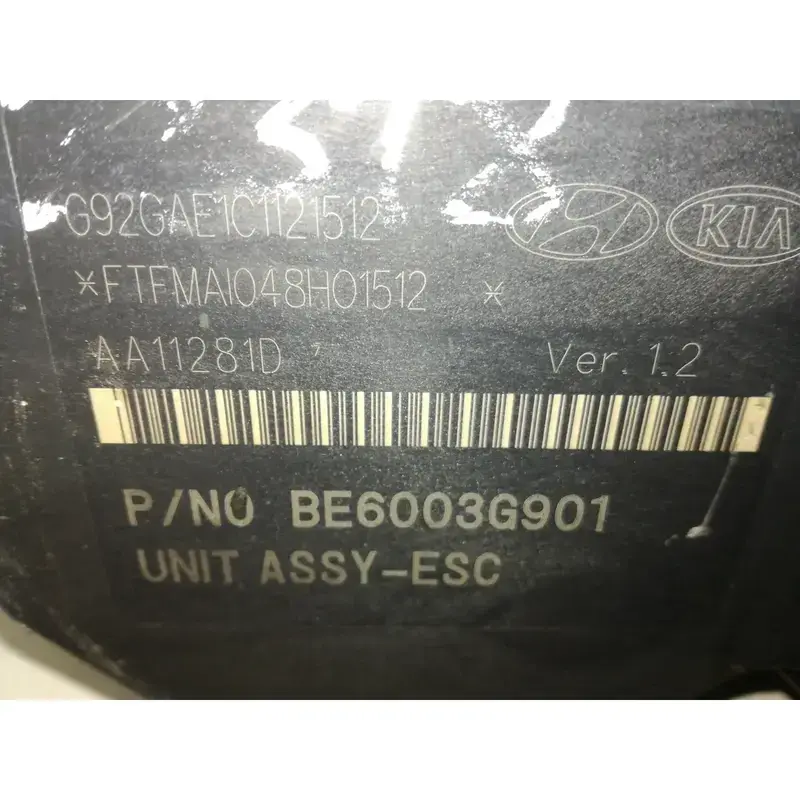 G92GAE1C1121512
*FTFMAI048H01512 *
AA11281D Ver. 1.2
KIA
P/NO BE6003G901
UNIT ASSY-ESC